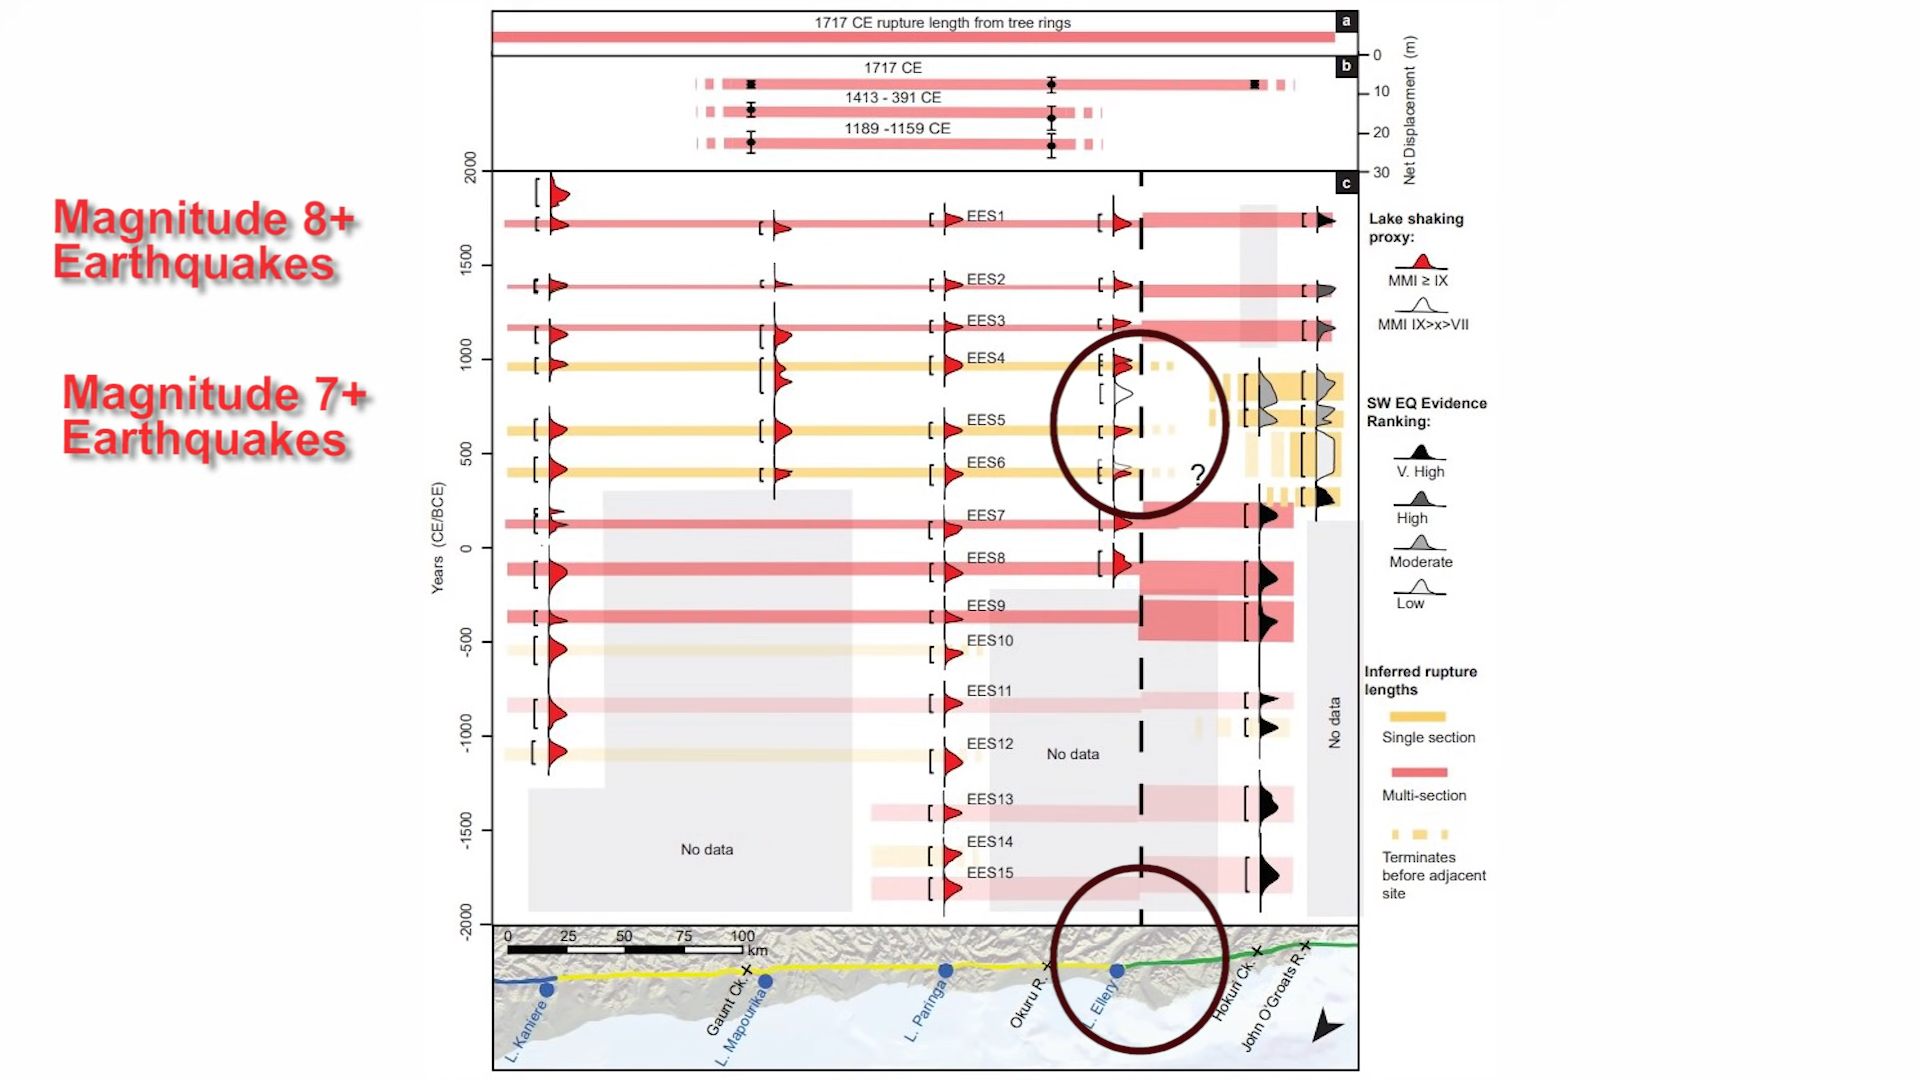 1717 CE rupture length from tree rings
a
0
b
1717 CE
10
1413 - 391 CE
20
1189 -1159 CE
30
Net Displacement (m)
Magnitude 8+
Earthquakes
Magnitude 7+
Earthquakes
c
2000
1500
1000
500
0
-500
-1000
-1500
-2000
Years (CE/BCE)
EES1
EES2
EES3
EES4
EES5
EES6
?
EES7
EES8
EES9
EES10
EES11
EES12
EES13
EES14
EES15
No data
No data
No data
Lake shaking
proxy:
MMI ≥ IX
MMI IX>x>VII
SW EQ Evidence
Ranking:
V. High
High
Moderate
Low
Inferred rupture
lengths
Single section
Multi-section
Terminates
before adjacent
site
0 25 50 75 100
km
L. Kaniere
Gaunt Ck.
L. Mapourika
L. Paringa
Okuru R.
L. Ellery
Hokuri Ck.
John O'Groats R.